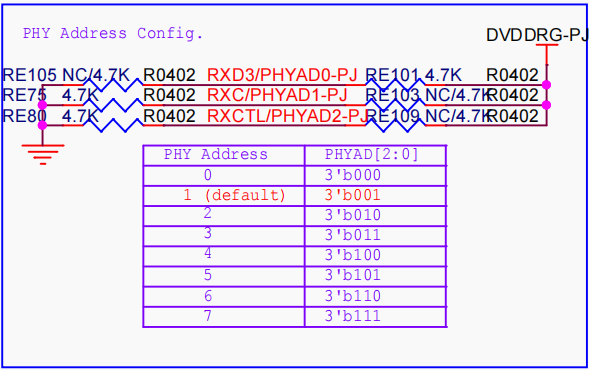 PHY Address Config.
DVDDRG-PJ
RE105 NC/4.7K R0402 RXD3/PHYAD0-PJ RE101 4.7K R0402
RE75 4.7K R0402 RXC/PHYAD1-PJ RE103 NC/4.7K R0402
RE80 4.7K R0402 RXCTL/PHYAD2-PJ RE109 NC/4.7K R0402
PHY Address PHYAD[2:0]
0 3'b000
1 (default) 3'b001
2 3'b010
3 3'b011
4 3'b100
5 3'b101
6 3'b110
7 3'b111